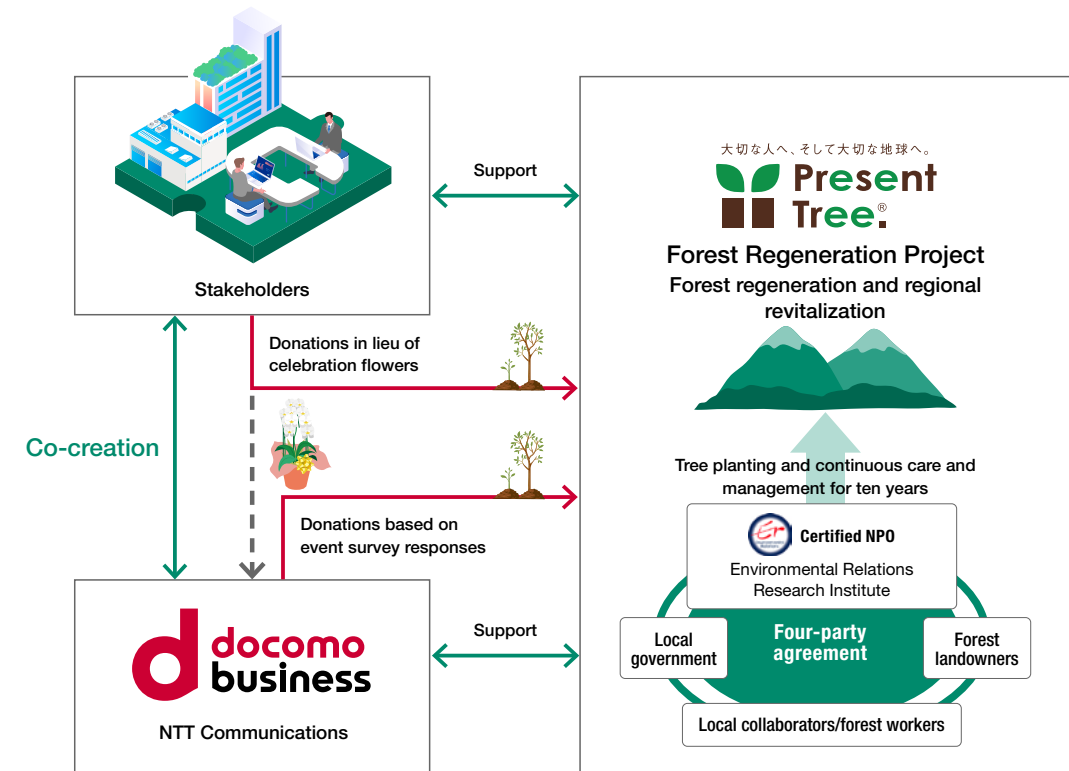 Stakeholders
Support
Donations in lieu of
celebration flowers
Co-creation
Donations based on
event survey responses
docomo
business
NTT Communications
Support
大切な人へ、そして大切な地球へ。
Present
Tree.®
Forest Regeneration Project
Forest regeneration and regional
revitalization
Tree planting and continuous care and
management for ten years
Er
Certified NPO
Environmental Relations
Research Institute
Local
government
Four-party
agreement
Forest
landowners
Local collaborators/forest workers